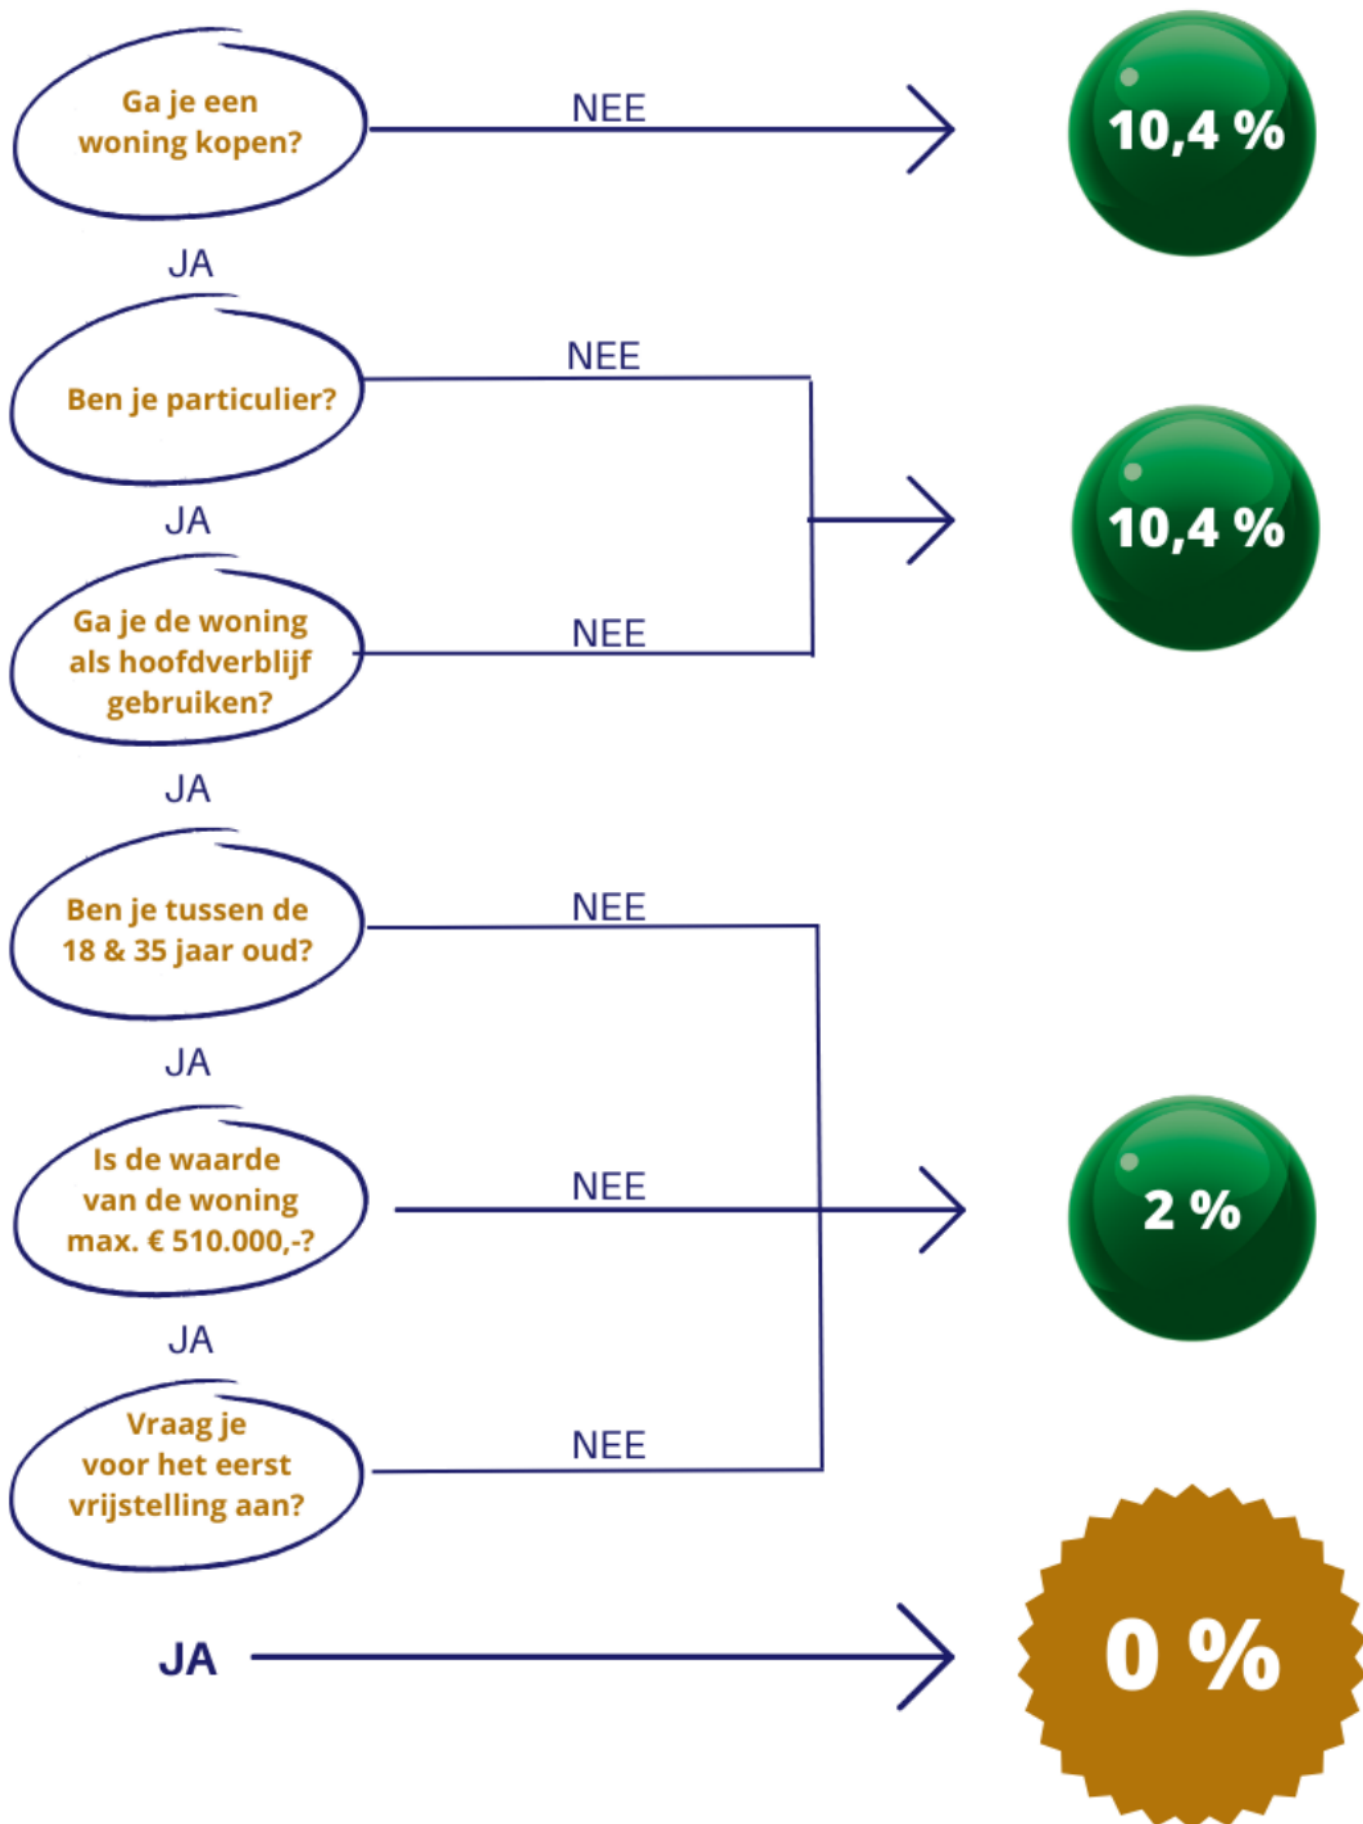 Ga je een
woning kopen?
NEE
10,4 %
JA
Ben je particulier?
NEE
10,4 %
JA
Ga je de woning
als hoofdverblijf
gebruiken?
NEE
JA
Ben je tussen de
18 & 35 jaar oud?
NEE
JA
Is de waarde
van de woning
max. € 510.000,-?
NEE
2 %
JA
Vraag je
voor het eerst
vrijstelling aan?
NEE
JA
0 %